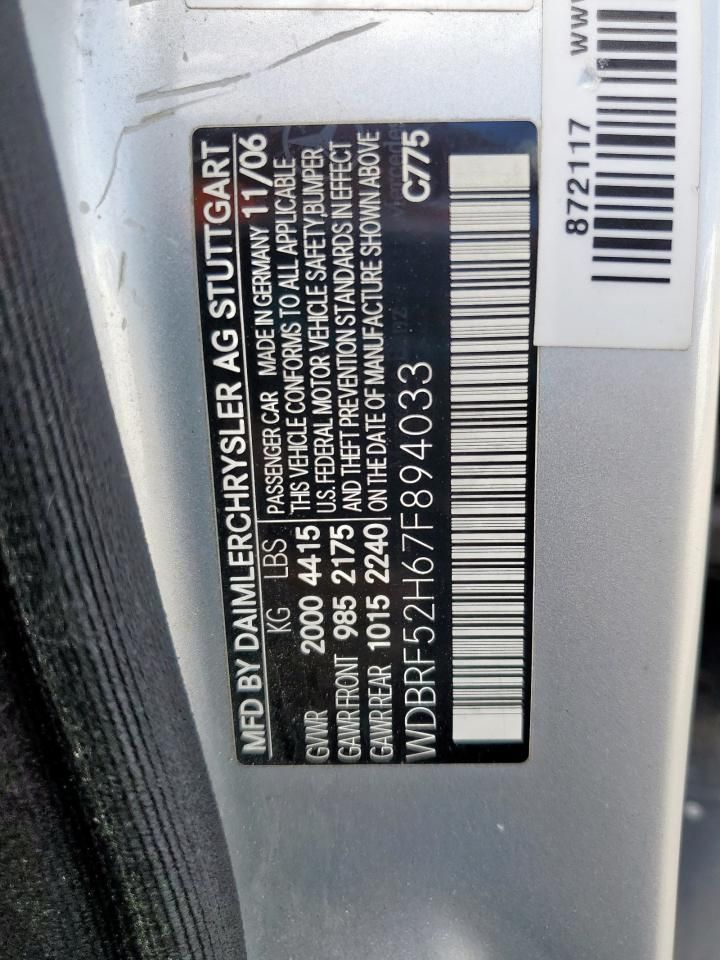 MFD BY DAIMLERCHRYSLER AG STUTTGART
KG LBS PASSENGER CAR MADE IN GERMANY 11/06
GVWR 2000 4415 THIS VEHICLE CONFORMS TO ALL APPLICABLE
U.S. FEDERAL MOTOR VEHICLE SAFETY,BUMPER
GAWR FRONT 985 2175 AND THEFT PREVENTION STANDARDS IN EFFECT
GAWR REAR 1015 2240 ON THE DATE OF MANUFACTURE SHOWN ABOVE
WDBRF52H67F894033 C775
872117
WWW